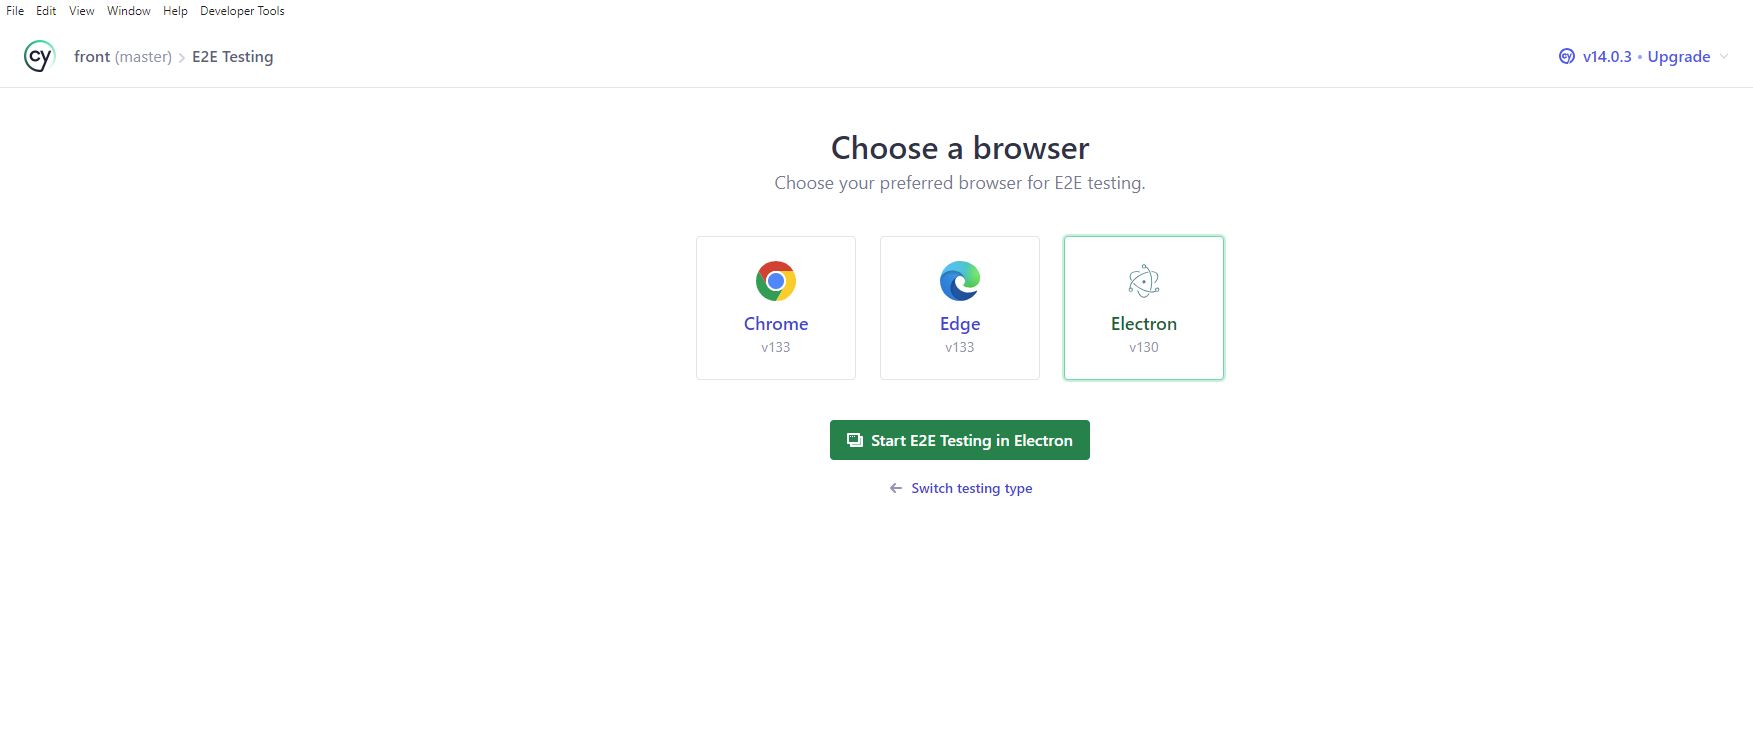 File Edit View Window Help Developer Tools
cy front (master) > E2E Testing
cy v14.0.3 • Upgrade
Choose a browser
Choose your preferred browser for E2E testing.
Chrome
v133
Edge
v133
Electron
v130
Start E2E Testing in Electron
← Switch testing type